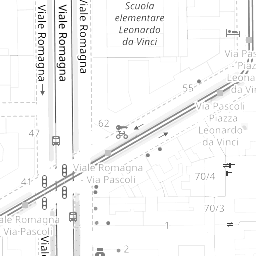 Scuola
elementare
Leonardo
da Vinci
Viale Romagna
Viale Romagna
Viale Romagna
Via Pascoli
Piazza
Leonardo
da Vinci
55
Via Pascoli
Piazza
Leonardo
da Vinci
62
47
41
Viale Romagna
- Via Pascoli
70/4
70/3
Viale Romagna
Via Pascoli
Viale
2
1